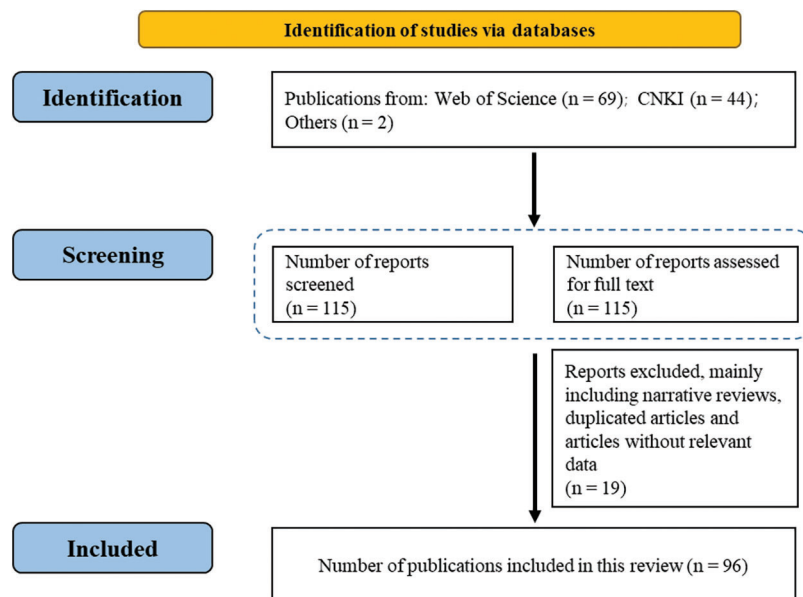 Identification of studies via databases
Identification
Publications from: Web of Science (n = 69); CNKI (n = 44);
Others (n = 2)
Screening
Number of reports
screened
(n = 115)
Number of reports assessed
for full text
(n = 115)
Reports excluded, mainly
including narrative reviews,
duplicated articles and
articles without relevant
data
(n = 19)
Included
Number of publications included in this review (n = 96)